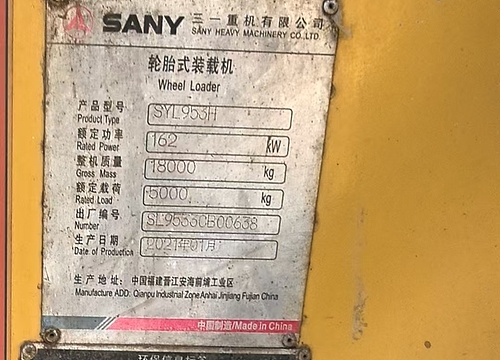 SANY 三一重机有限公司
SANY HEAVY MACHINERY CO.,LTD.
轮胎式装载机
Wheel Loader
产品型号 SYL953H
Product Type
额定功率 162 kW
Rated Power
整机质量 18000 kg
Gross Mass
额定载荷 5000 kg
Rated Load
出厂编号
Number
生产日期 2021年01月
Date of Production
生产地址: 中国福建晋江安海前埔工业区
Manufacture ADD: Qianpu Industrial Zone Anhai Jinjiang Fujian China
中国制造/Made in China